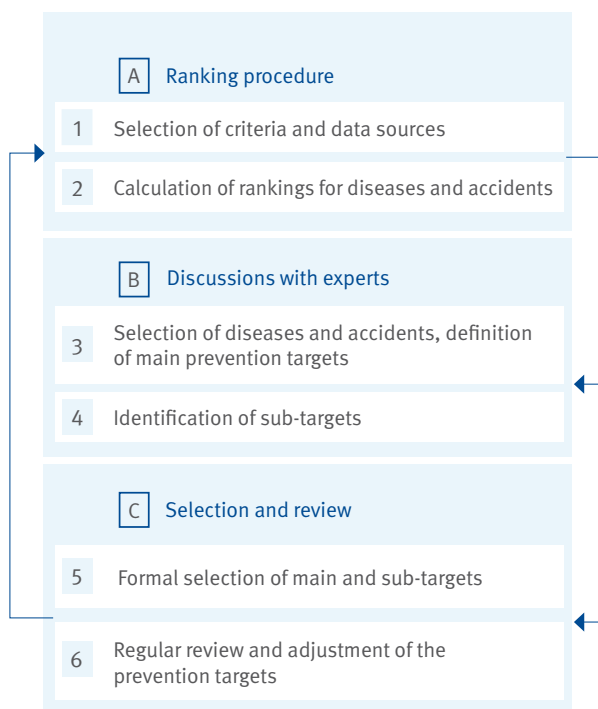 A Ranking procedure
1 Selection of criteria and data sources
2 Calculation of rankings for diseases and accidents
B Discussions with experts
3 Selection of diseases and accidents, definition
of main prevention targets
4 Identification of sub-targets
C Selection and review
5 Formal selection of main and sub-targets
6 Regular review and adjustment of the
prevention targets